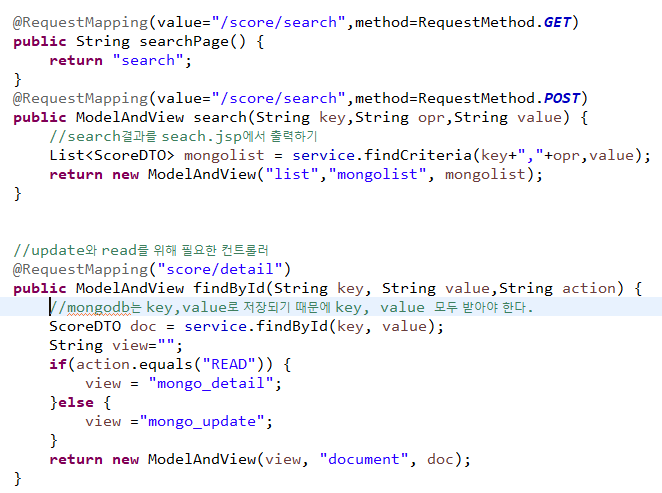 @RequestMapping(value="/score/search",method=RequestMethod.GET)
public String searchPage() {
    return "search";
}
@RequestMapping(value="/score/search",method=RequestMethod.POST)
public ModelAndView search(String key,String opr,String value) {
    //search결과를 seach.jsp에서 출력하기
    List<ScoreDTO> mongolist = service.findCriteria(key+","+opr,value);
    return new ModelAndView("list","mongolist", mongolist);
}
//update와 read를 위해 필요한 컨트롤러
@RequestMapping("score/detail")
public ModelAndView findById(String key, String value,String action) {
    //mongodb는 key,value로 저장되기 때문에 key, value 모두 받아야 한다.
    ScoreDTO doc = service.findById(key, value);
    String view="";
    if(action.equals("READ")) {
        view = "mongo_detail";
    }else {
        view ="mongo_update";
    }
    return new ModelAndView(view, "document", doc);
}